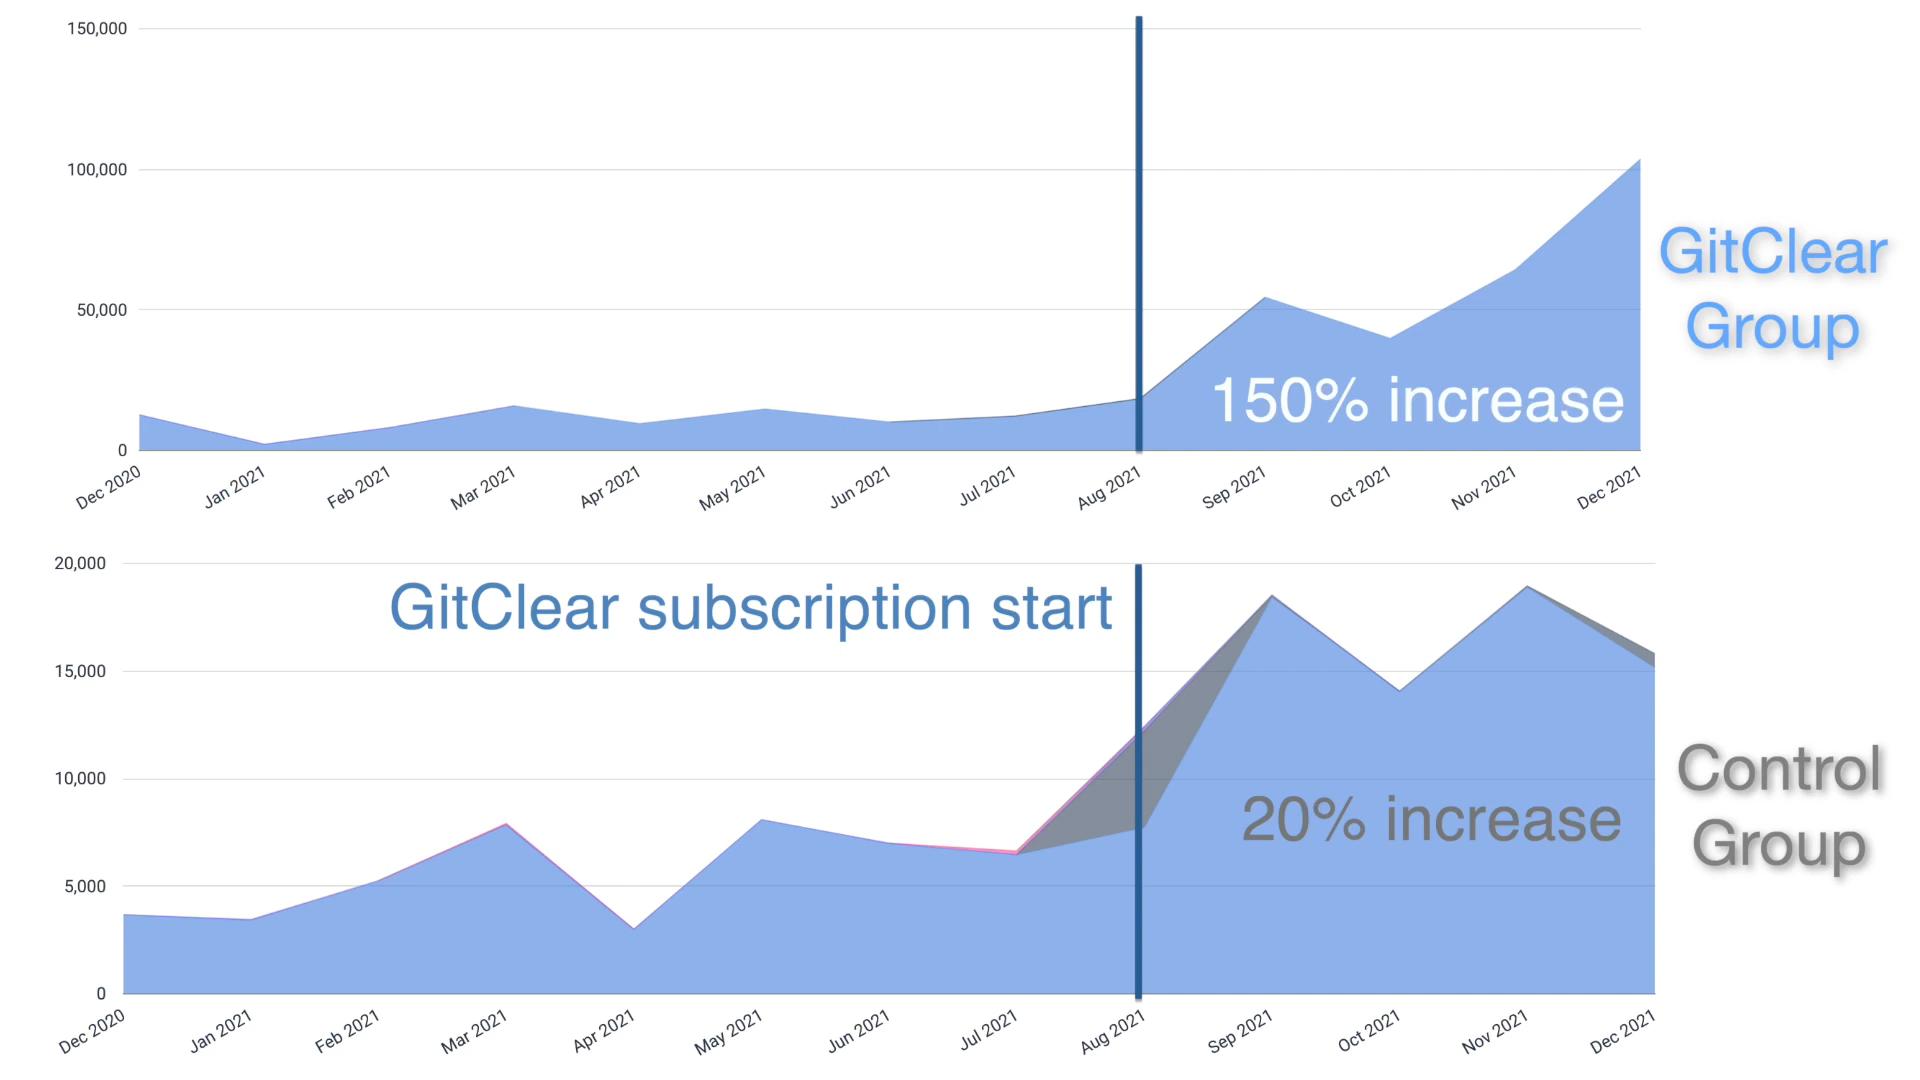 150,000
100,000
50,000
0
GitClear
Group
150% increase
Dec 2020 Jan 2021 Feb 2021 Mar 2021 Apr 2021 May 2021 Jun 2021 Jul 2021 Aug 2021 Sep 2021 Oct 2021 Nov 2021 Dec 2021
20,000
GitClear subscription start
15,000
10,000
5,000
0
Control
Group
20% increase
Dec 2020 Jan 2021 Feb 2021 Mar 2021 Apr 2021 May 2021 Jun 2021 Jul 2021 Aug 2021 Sep 2021 Oct 2021 Nov 2021 Dec 2021